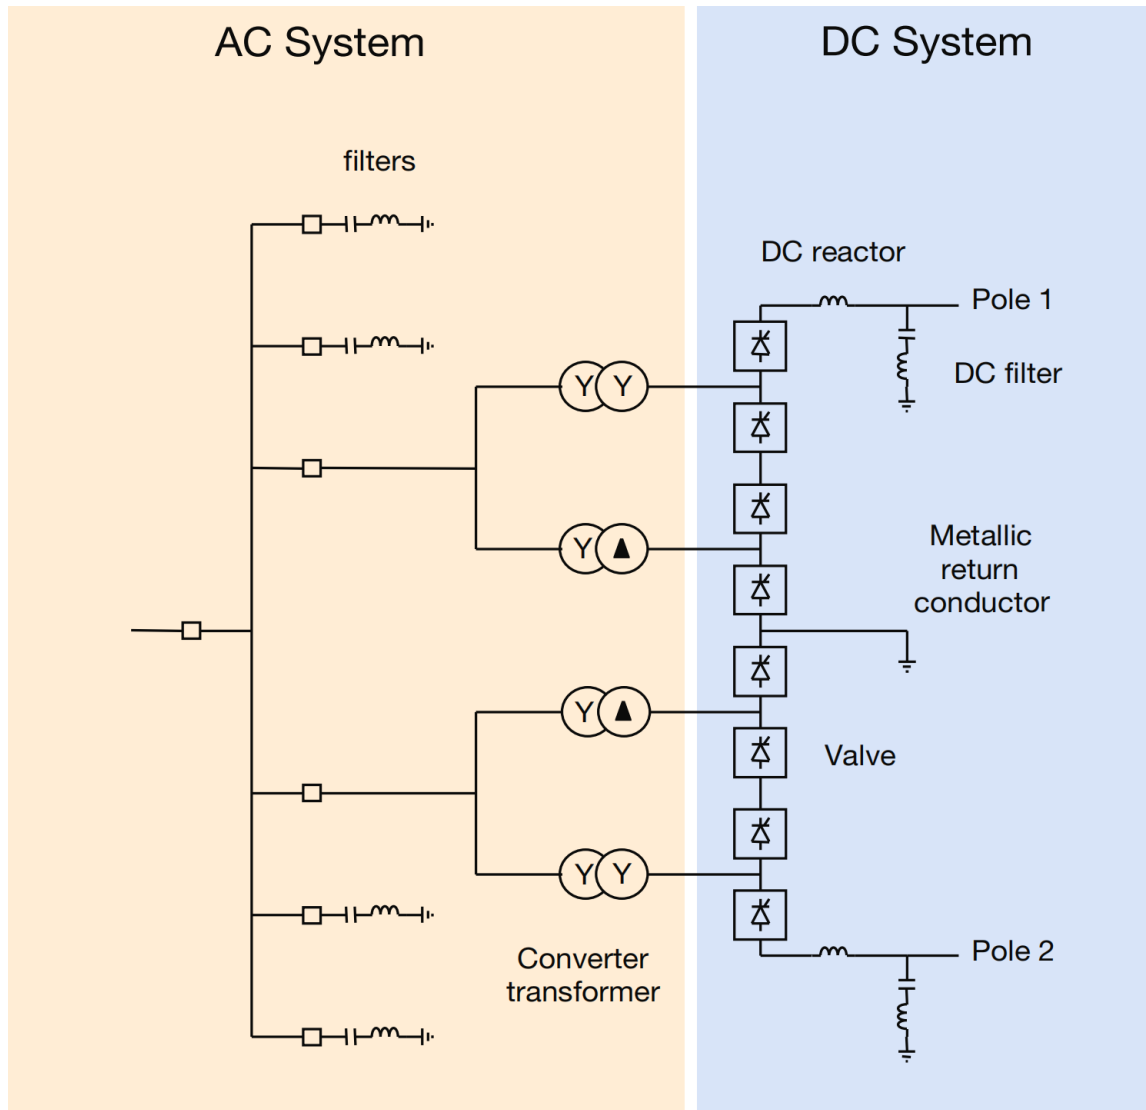 AC System
DC System
filters
DC reactor
Pole 1
DC filter
Y Y
Y
Metallic
return
conductor
Y
Valve
Y Y
Converter
transformer
Pole 2